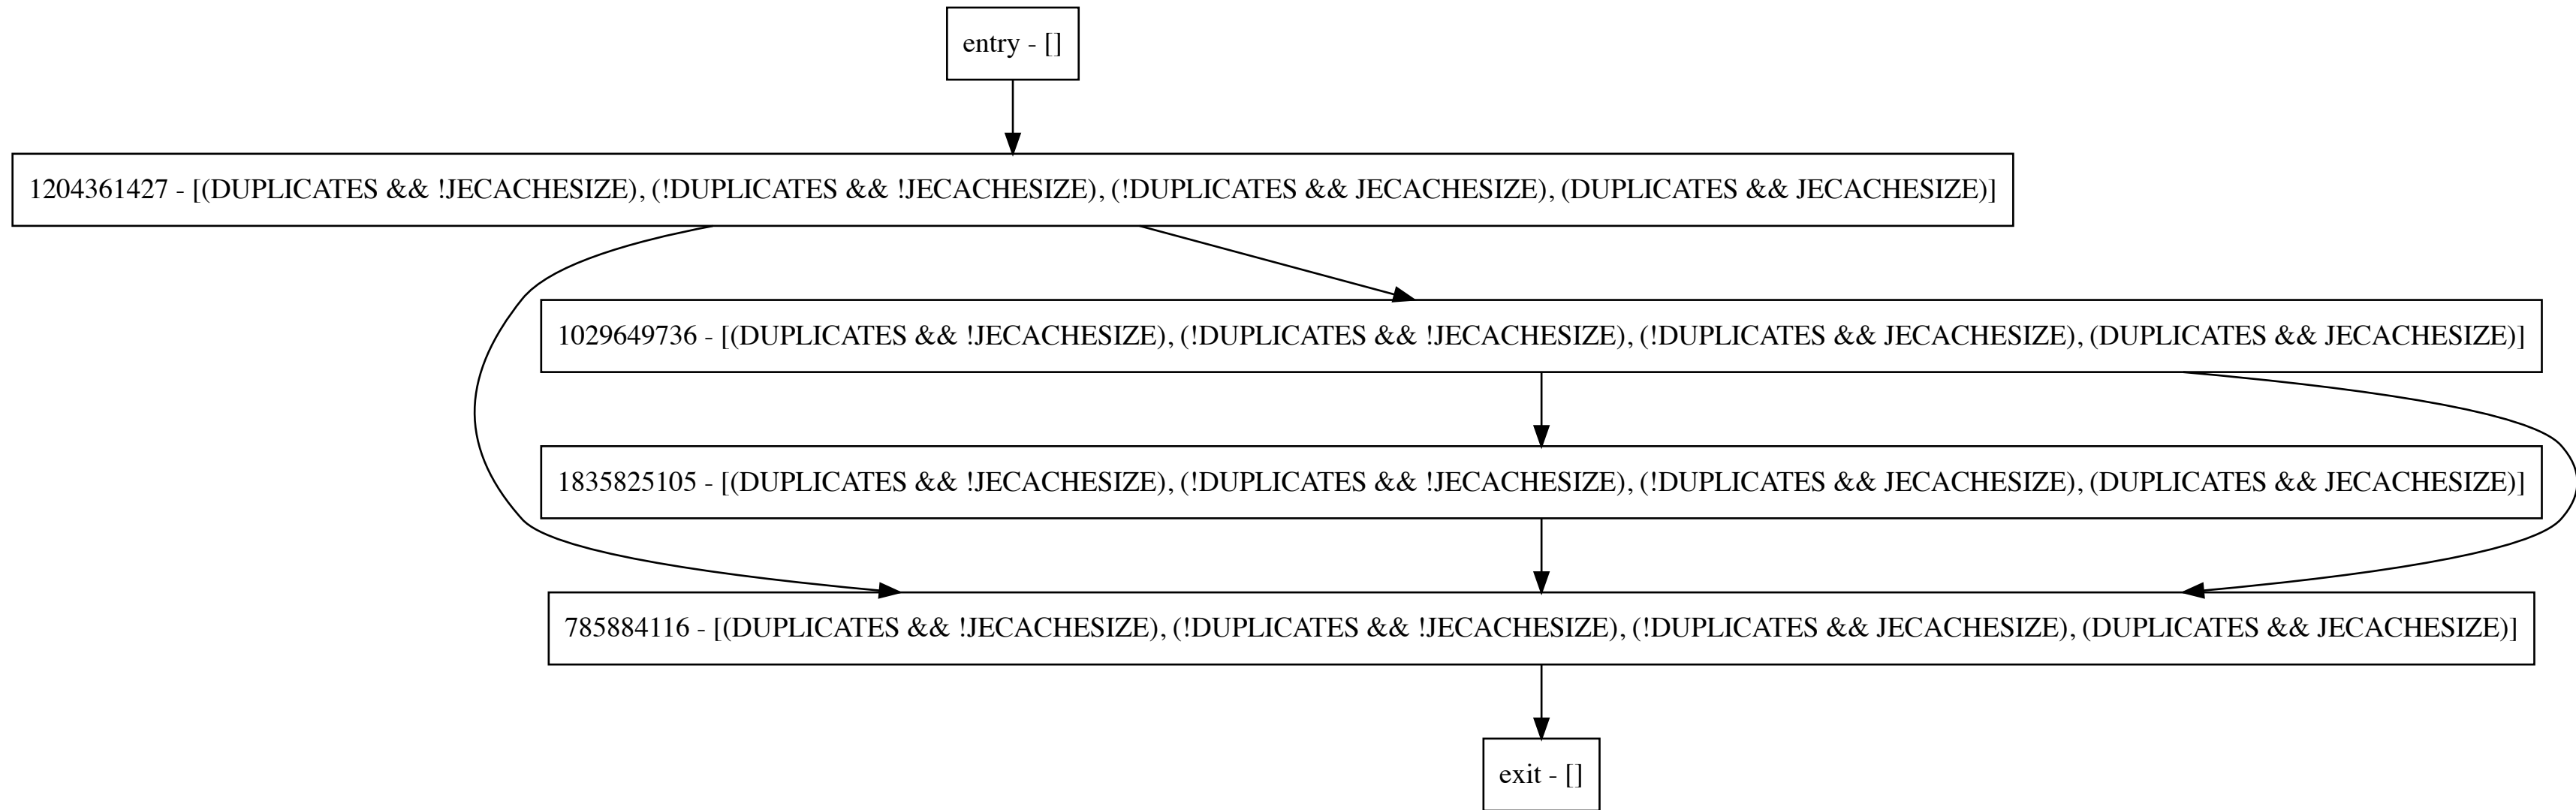 entry - []
1204361427 - [(DUPLICATES && !JECACHESIZE), (!DUPLICATES && !JECACHESIZE), (!DUPLICATES && JECACHESIZE), (DUPLICATES && JECACHESIZE)]
1029649736 - [(DUPLICATES && !JECACHESIZE), (!DUPLICATES && !JECACHESIZE), (!DUPLICATES && JECACHESIZE), (DUPLICATES && JECACHESIZE)]
1835825105 - [(DUPLICATES && !JECACHESIZE), (!DUPLICATES && !JECACHESIZE), (!DUPLICATES && JECACHESIZE), (DUPLICATES && JECACHESIZE)]
785884116 - [(DUPLICATES && !JECACHESIZE), (!DUPLICATES && !JECACHESIZE), (!DUPLICATES && JECACHESIZE), (DUPLICATES && JECACHESIZE)]
exit - []